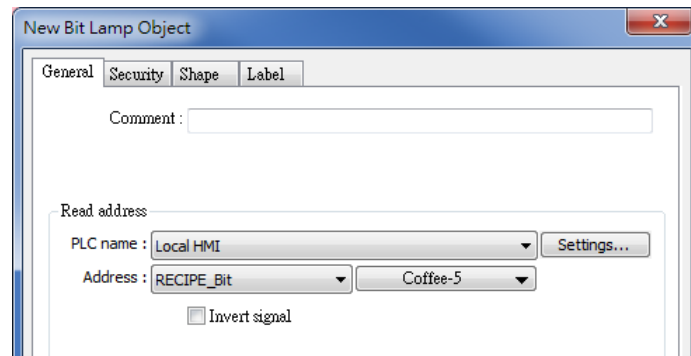 New Bit Lamp Object
General Security Shape Label
Comment :
Read address
PLC name : Local HMI Settings...
Address : RECIPE_Bit Coffee-5
Invert signal